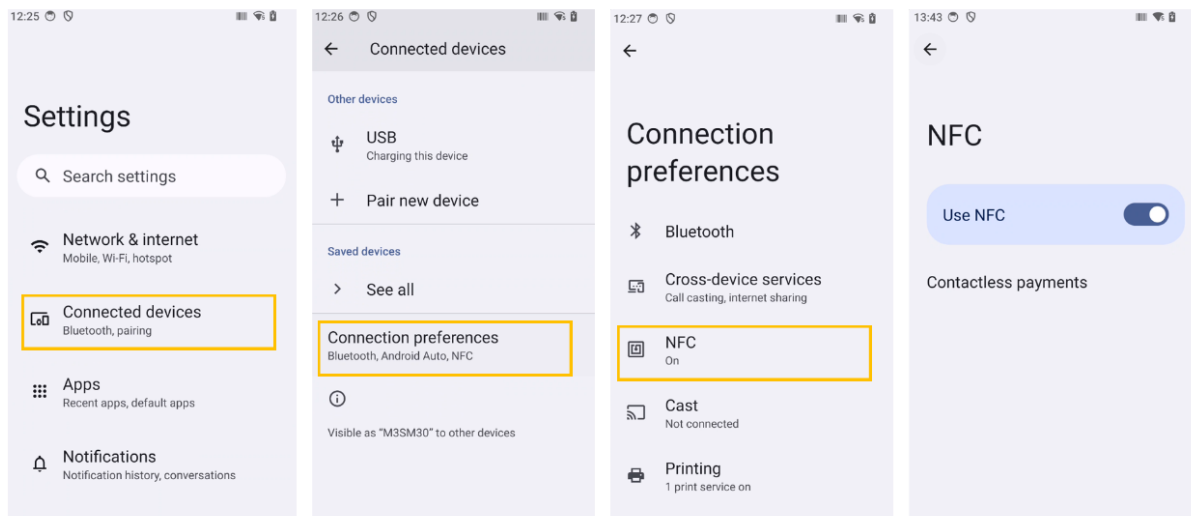 12:25
Settings
Search settings
Network & internet
Mobile, Wi-Fi, hotspot
Connected devices
Bluetooth, pairing
Apps
Recent apps, default apps
Notifications
Notification history, conversations
12:26
Connected devices
Other devices
USB
Charging this device
Pair new device
Saved devices
See all
Connection preferences
Bluetooth, Android Auto, NFC
Visible as “M3SM30” to other devices
12:27
Connection
preferences
Bluetooth
Cross-device services
Call casting, internet sharing
NFC
On
Cast
Not connected
Printing
1 print service on
13:43
NFC
Use NFC
Contactless payments